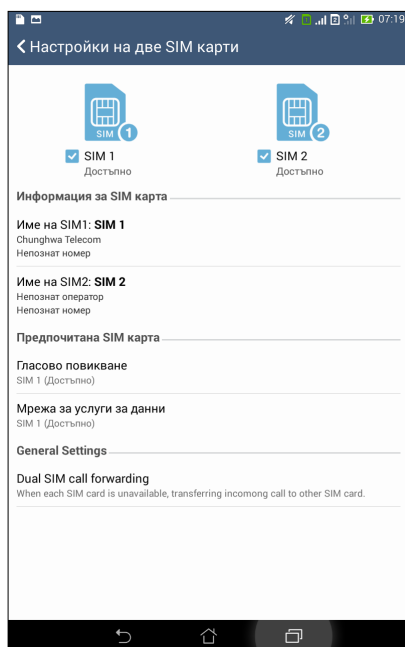 07:19
Настройки на две SIM карти
SIM 1 SIM 2
SIM 1 SIM 2
Достъпно Достъпно
Информация за SIM карта
Име на SIM1: SIM 1
Chunghwa Telecom
Непознат номер
Име на SIM2: SIM 2
Непознат оператор
Непознат номер
Предпочитана SIM карта
Гласово повикване
SIM 1 (Достъпно)
Мрежа за услуги за данни
SIM 1 (Достъпно)
General Settings
Dual SIM call forwarding
When each SIM card is unavailable, transferring incomong call to other SIM card.